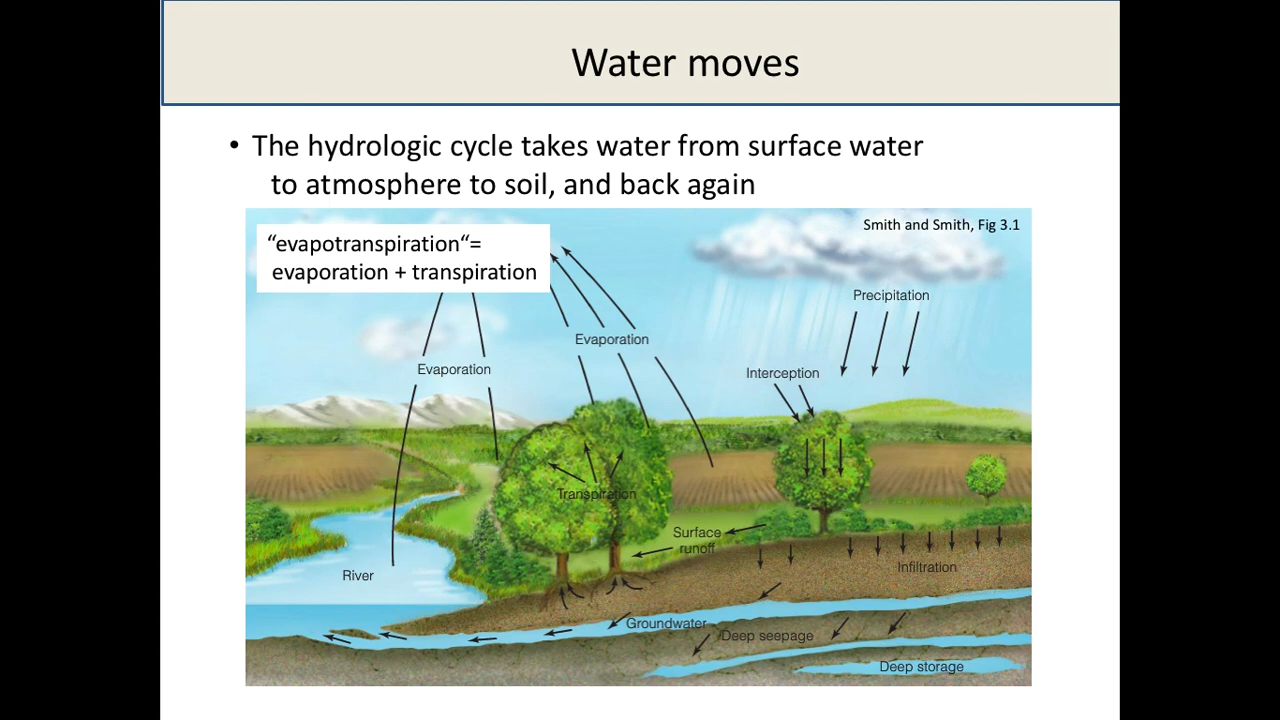 Water moves
• The hydrologic cycle takes water from surface water
to atmosphere to soil, and back again
Smith and Smith, Fig 3.1
“evapotranspiration“=
evaporation + transpiration
Precipitation
Evaporation
Evaporation
Interception
Transpiration
Surface
runoff
River
Infiltration
Groundwater
Deep seepage
Deep storage